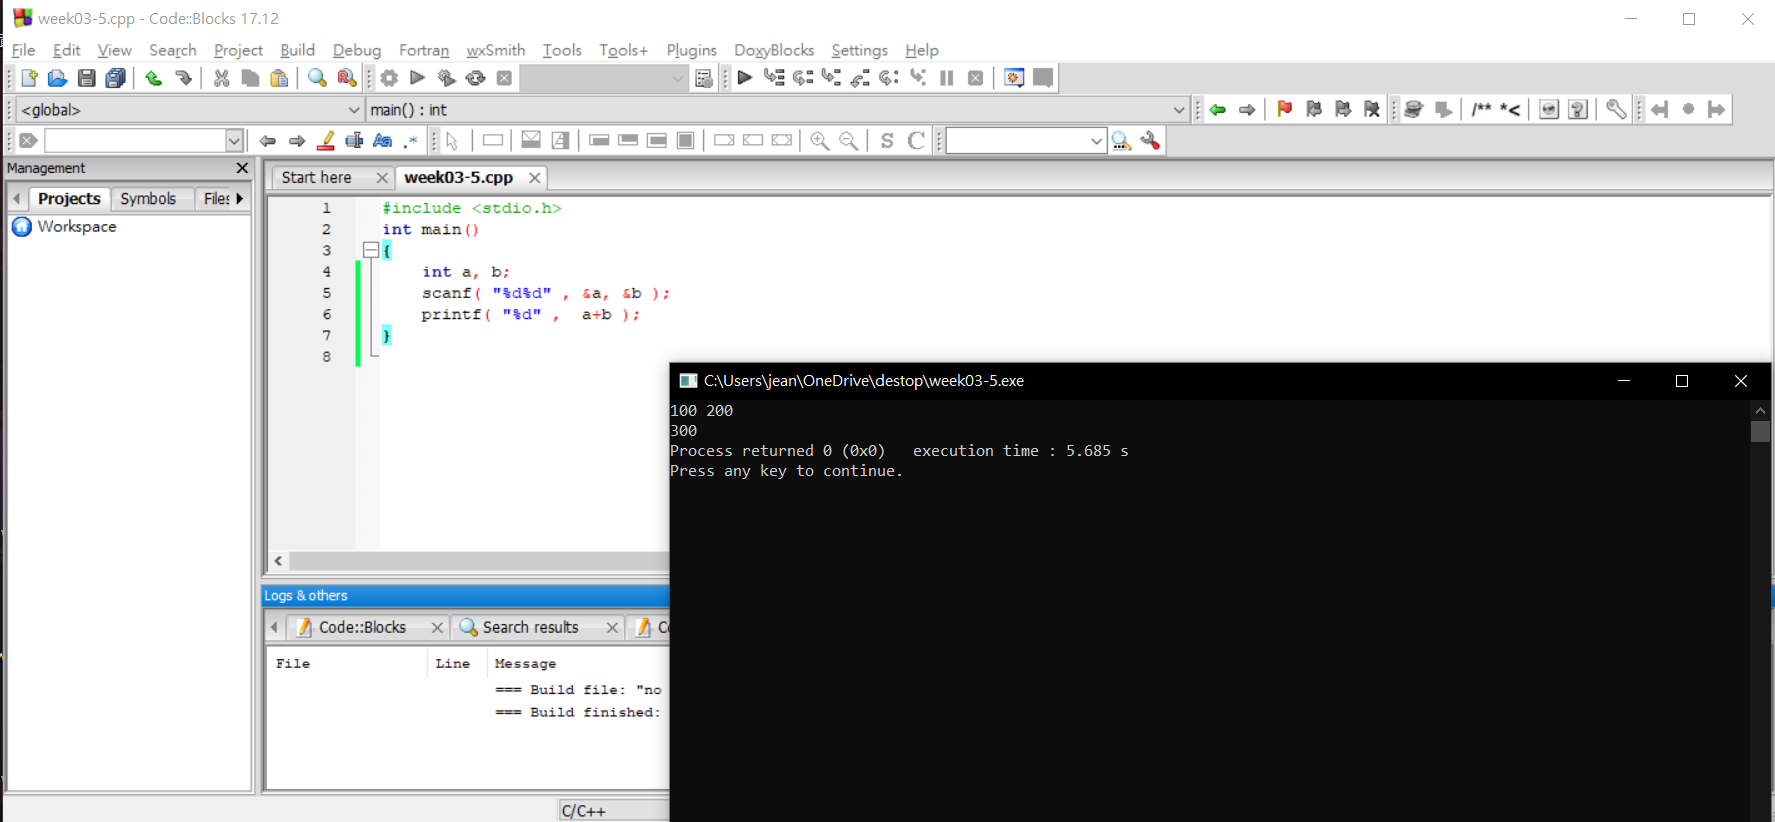 week03-5.cpp - Code::Blocks 17.12
File Edit View Search Project Build Debug Fortran wxSmith Tools Tools+ Plugins DoxyBlocks Settings Help
<global> main() : int
/** *<
Aa .*
S C
Management
Projects Symbols Files
Workspace
Start here week03-5.cpp
1 #include <stdio.h>
2 int main()
3 {
4 int a, b;
5 scanf( "%d%d" , &a, &b );
6 printf( "%d" ,  a+b );
7 }
8
C:\Users\jean\OneDrive\destop\week03-5.exe
100 200
300
Process returned 0 (0x0)   execution time : 5.685 s
Press any key to continue.
Logs & others
Code::Blocks Search results
File Line Message
=== Build file: "no
=== Build finished:
C/C++